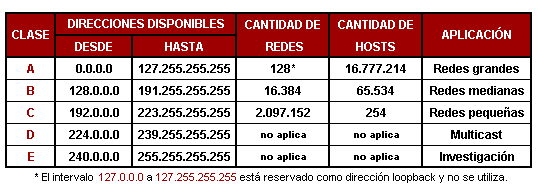 CLASE DIRECCIONES DISPONIBLES CANTIDAD DE REDES CANTIDAD DE HOSTS APLICACIÓN
DESDE HASTA
A 0.0.0.0 127.255.255.255 128* 16.777.214 Redes grandes
B 128.0.0.0 191.255.255.255 16.384 65.534 Redes medianas
C 192.0.0.0 223.255.255.255 2.097.152 254 Redes pequeñas
D 224.0.0.0 239.255.255.255 no aplica no aplica Multicast
E 240.0.0.0 255.255.255.255 no aplica no aplica Investigación
* El intervalo 127.0.0.0 a 127.255.255.255 está reservado como dirección loopback y no se utiliza.